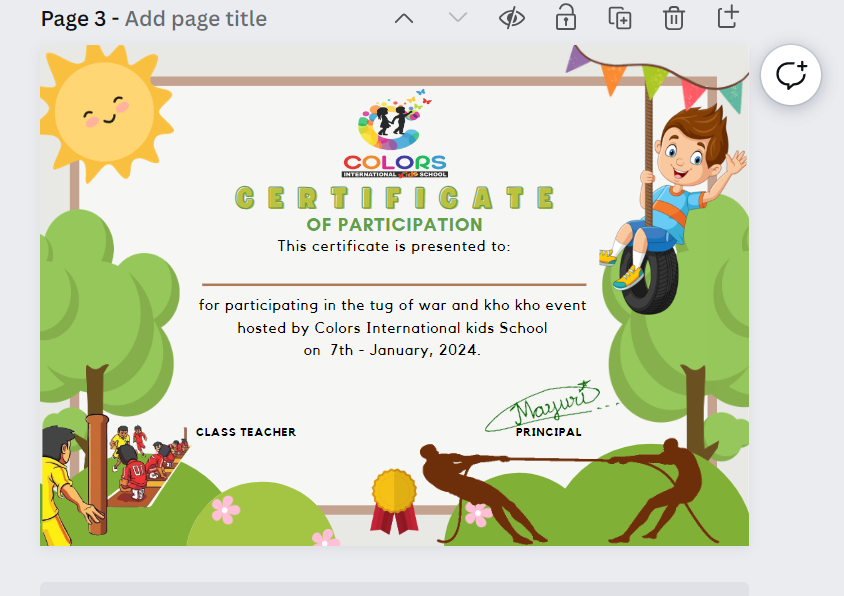 Page 3 - Add page title
COLORS
INTERNATIONAL kids SCHOOL
CERTIFICATE
OF PARTICIPATION
This certificate is presented to:
for participating in the tug of war and kho kho event
hosted by Colors International kids School
on 7th - January, 2024.
Mayuri
CLASS TEACHER
PRINCIPAL